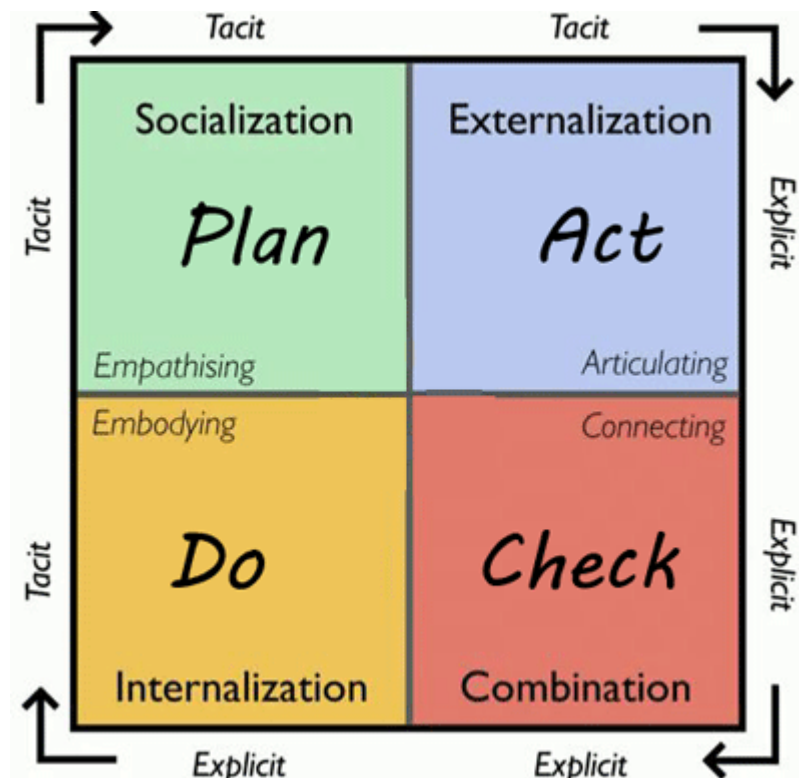 Tacit Tacit
Socialization Externalization
Tacit Plan Act Explicit
Empathising Articulating
Embodying Connecting
Tacit Do Check Explicit
Internalization Combination
Explicit Explicit